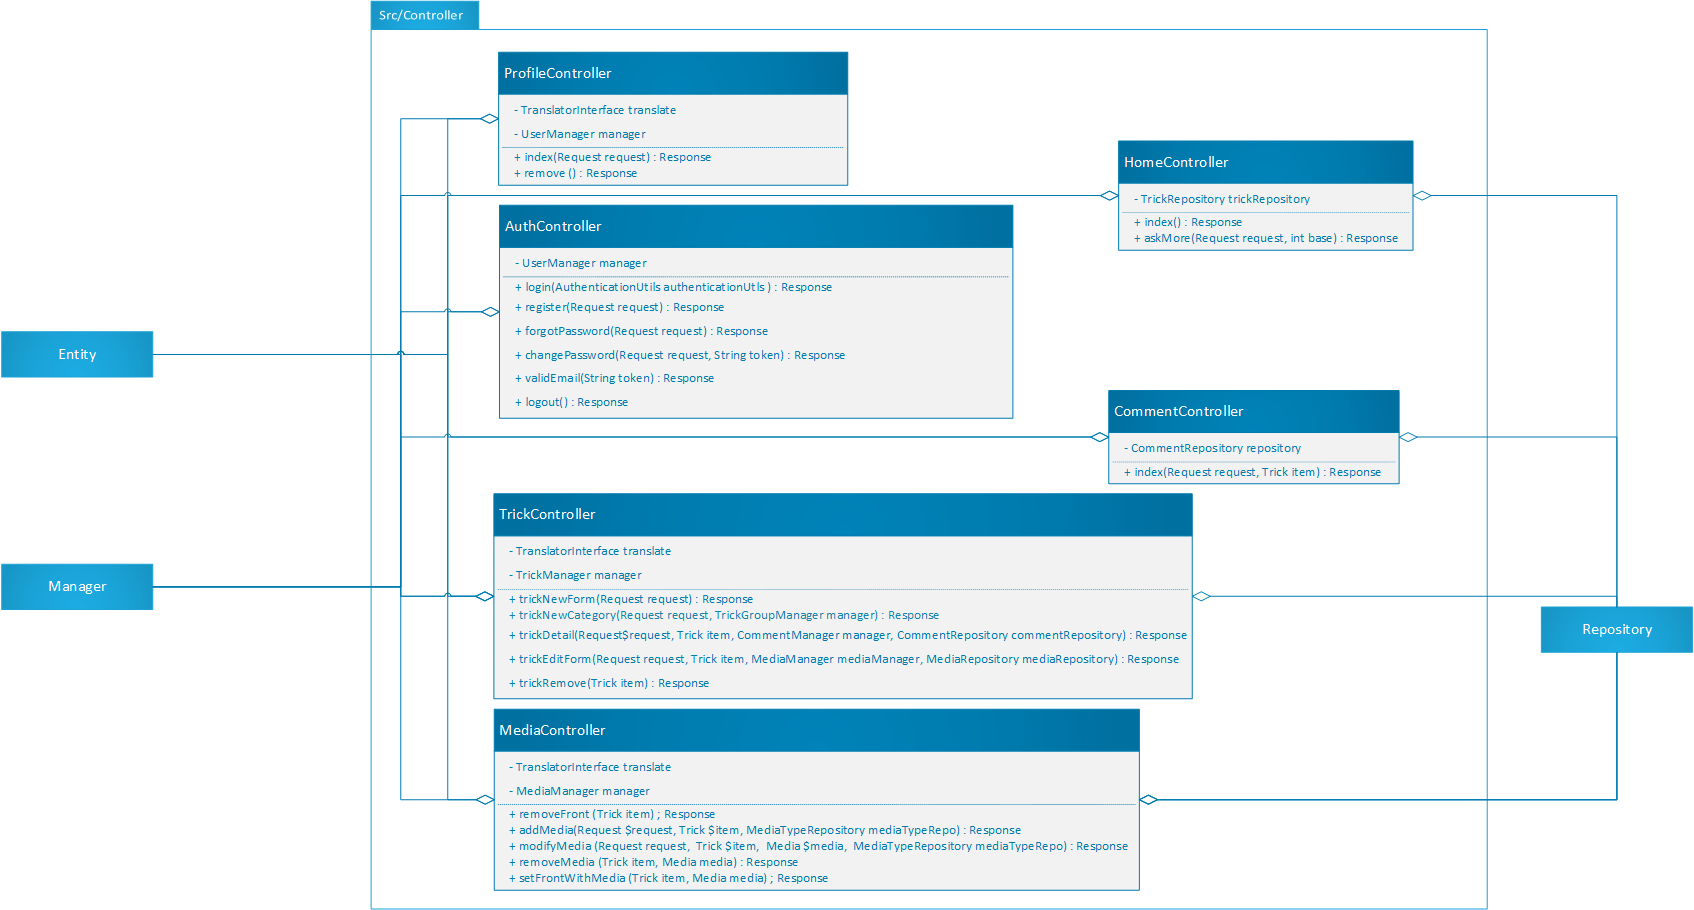 Src/Controller
ProfileController
- TranslatorInterface translate
- UserManager manager
+ index(Request request) : Response
+ remove () : Response
HomeController
- TrickRepository trickRepository
+ index() : Response
+ askMore(Request request, int base) : Response
AuthController
- UserManager manager
+ login(AuthenticationUtils authenticationUtls ) : Response
+ register(Request request) : Response
+ forgotPassword(Request request) : Response
+ changePassword(Request request, String token) : Response
+ validEmail(String token) : Response
+ logout() : Response
Entity
CommentController
- CommentRepository repository
+ index(Request request, Trick item) : Response
TrickController
- TranslatorInterface translate
- TrickManager manager
+ trickNewForm(Request request) : Response
+ trickNewCategory(Request request, TrickGroupManager manager) : Response
+ trickDetail(Request$request, Trick item, CommentManager manager, CommentRepository commentRepository) : Response
+ trickEditForm(Request request, Trick item, MediaManager mediaManager, MediaRepository mediaRepository) : Response
+ trickRemove(Trick item) : Response
Manager
Repository
MediaController
- TranslatorInterface translate
- MediaManager manager
+ removeFront (Trick item) ; Response
+ addMedia(Request $request, Trick $item, MediaTypeRepository mediaTypeRepo) : Response
+ modifyMedia (Request request, Trick $item, Media $media, MediaTypeRepository mediaTypeRepo) : Response
+ removeMedia (Trick item, Media media) : Response
+ setFrontWithMedia (Trick item, Media media) ; Response